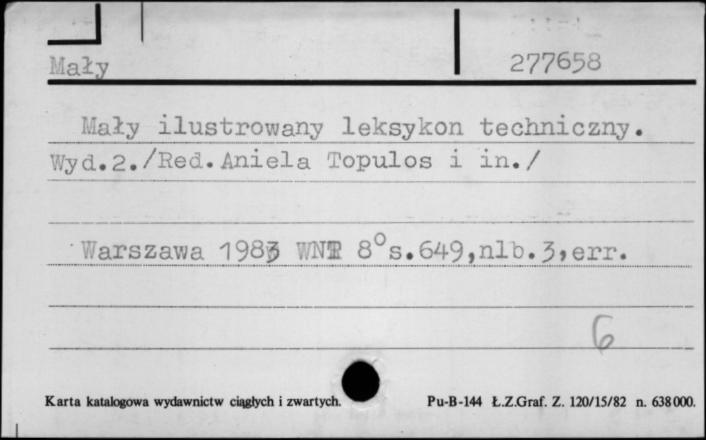 Mały 277658
Mały ilustrowany leksykon techniczny.
Wyd.2./Red.Aniela Topulos i in./
Warszawa 1983 WNT 8° s.649,nlb.3,err.
6
Karta katalogowa wydawnictw ciągłych i zwartych. Pu-B-144 Ł.Z.Graf. Z. 120/15/82 n. 638000.